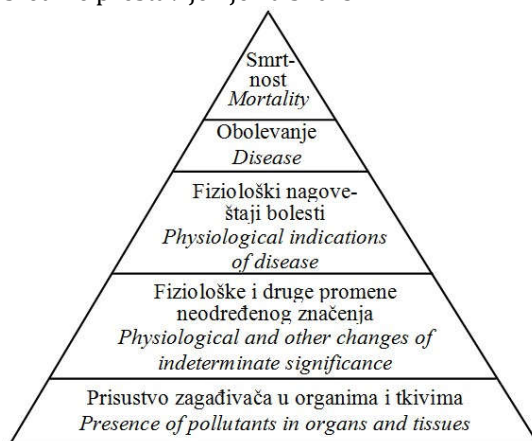 Smrt-
nost
Mortality
Obolevanje
Disease
Fiziološki nagove-
štaji bolesti
Physiological indications
of disease
Fiziološke i druge promene
neodređenog značenja
Physiological and other changes of
indeterminate significance
Prisustvo zagađivača u organima i tkivima
Presence of pollutants in organs and tissues